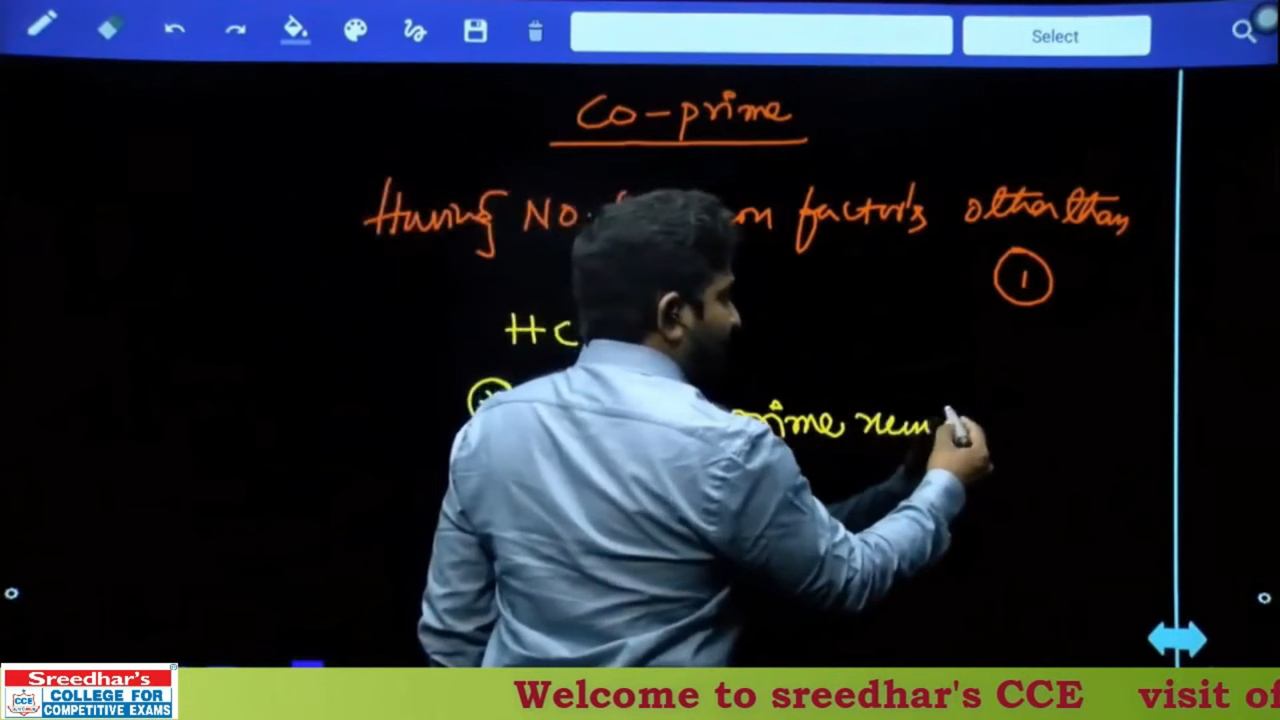 Select
Co-prime
Having No. factor's other than
1
HC
prime num
Sreedhar's
CCE
COLLEGE FOR
COMPETITIVE EXAMS
Welcome to sreedhar's CCE visit of